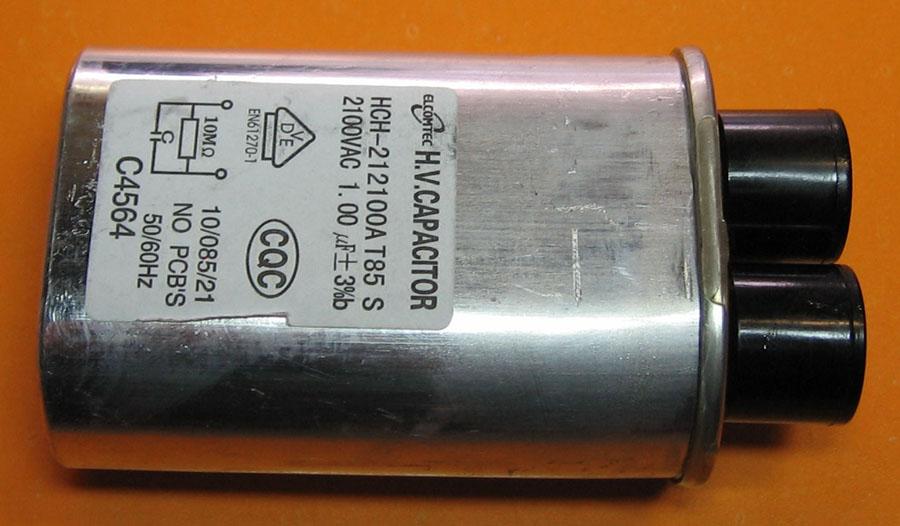 ELCOMTEC H.V.CAPACITOR
HCH-212100A T85 S
2100VAC 1.00 µF± 3%b
DVE
EN61270-1
CQC
10MΩ
C
10/085/21
NO PCB'S
50/60Hz
C4564